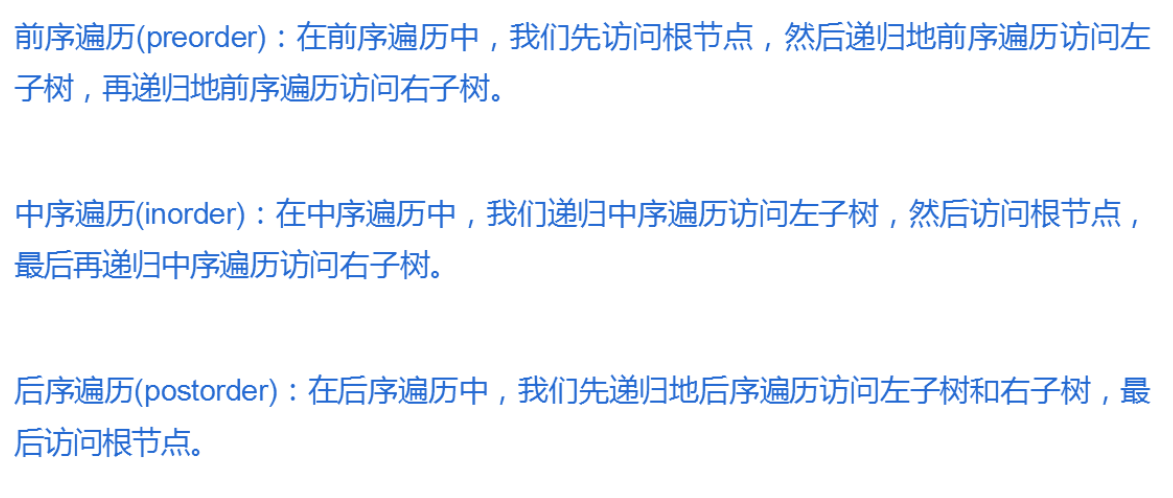 前序遍历(preorder)：在前序遍历中，我们先访问根节点，然后递归地前序遍历访问左
子树，再递归地前序遍历访问右子树。
中序遍历(inorder)：在中序遍历中，我们递归中序遍历访问左子树，然后访问根节点，
最后再递归中序遍历访问右子树。
后序遍历(postorder)：在后序遍历中，我们先递归地后序遍历访问左子树和右子树，最
后访问根节点。